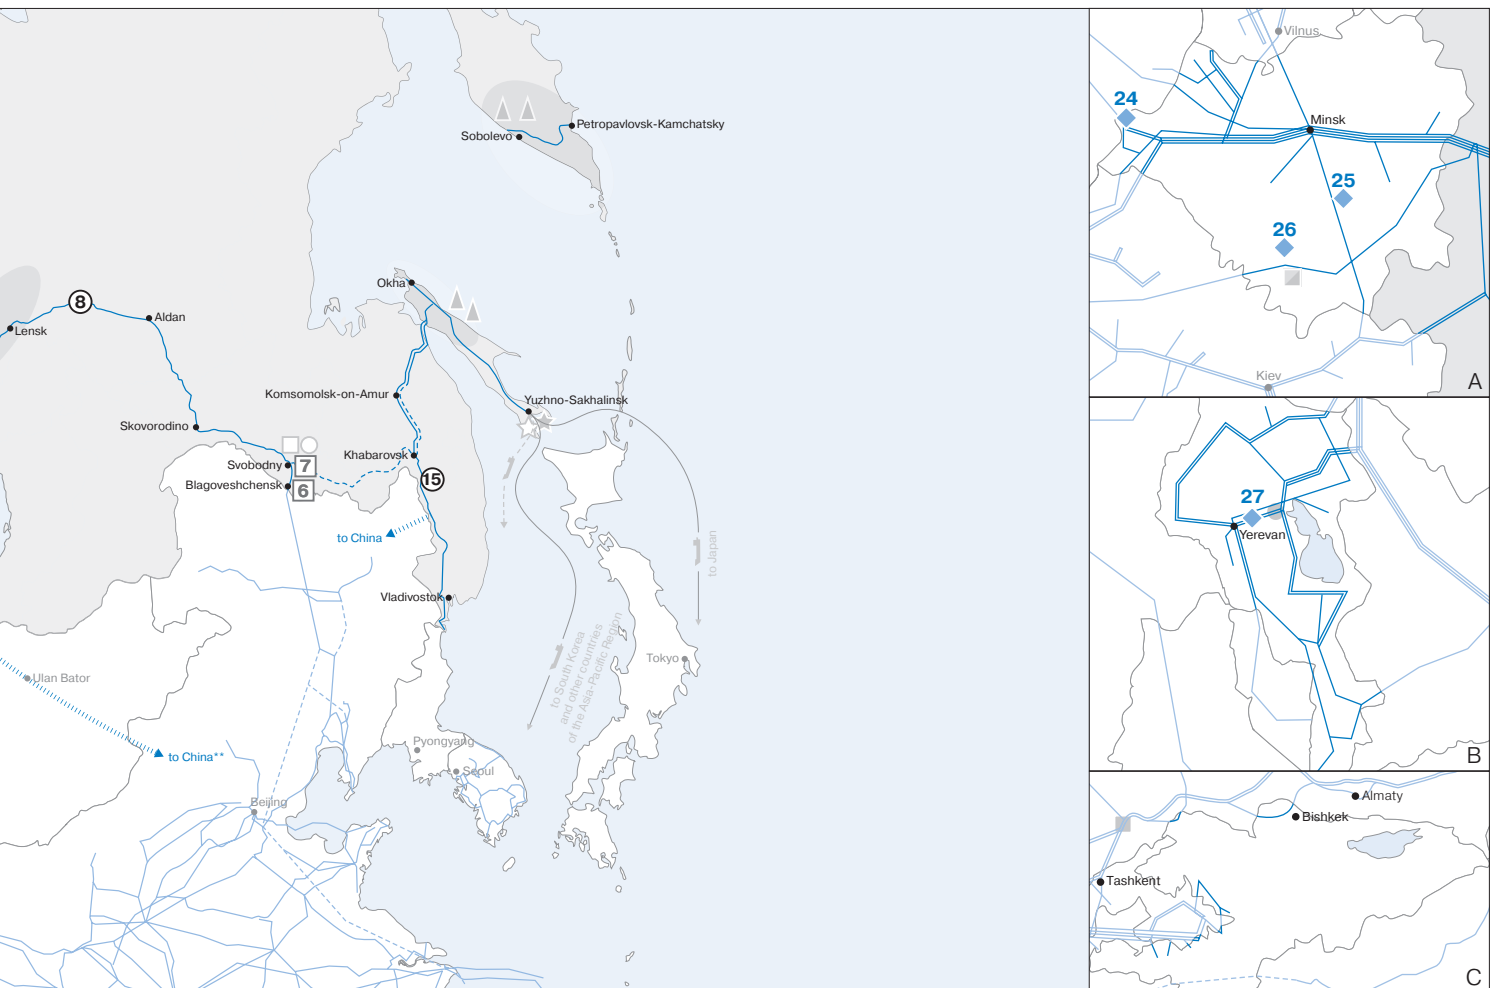 Petropavlovsk-Kamchatsky
Sobolevo
Okha
8
Aldan
Lensk
Komsomolsk-on-Amur
Yuzhno-Sakhalinsk
Skovorodino
Khabarovsk
Svobodny
7
15
Blagoveshchensk
6
to China
to Japan
Vladivostok
to South Korea
and other countries
of the Asia-Pacific Region
Tokyo
Ulan Bator
to China**
Pyongyang
Seoul
Beijing
Vilnus
24
Minsk
25
26
Kiev
A
27
Yerevan
B
Almaty
Bishkek
Tashkent
C